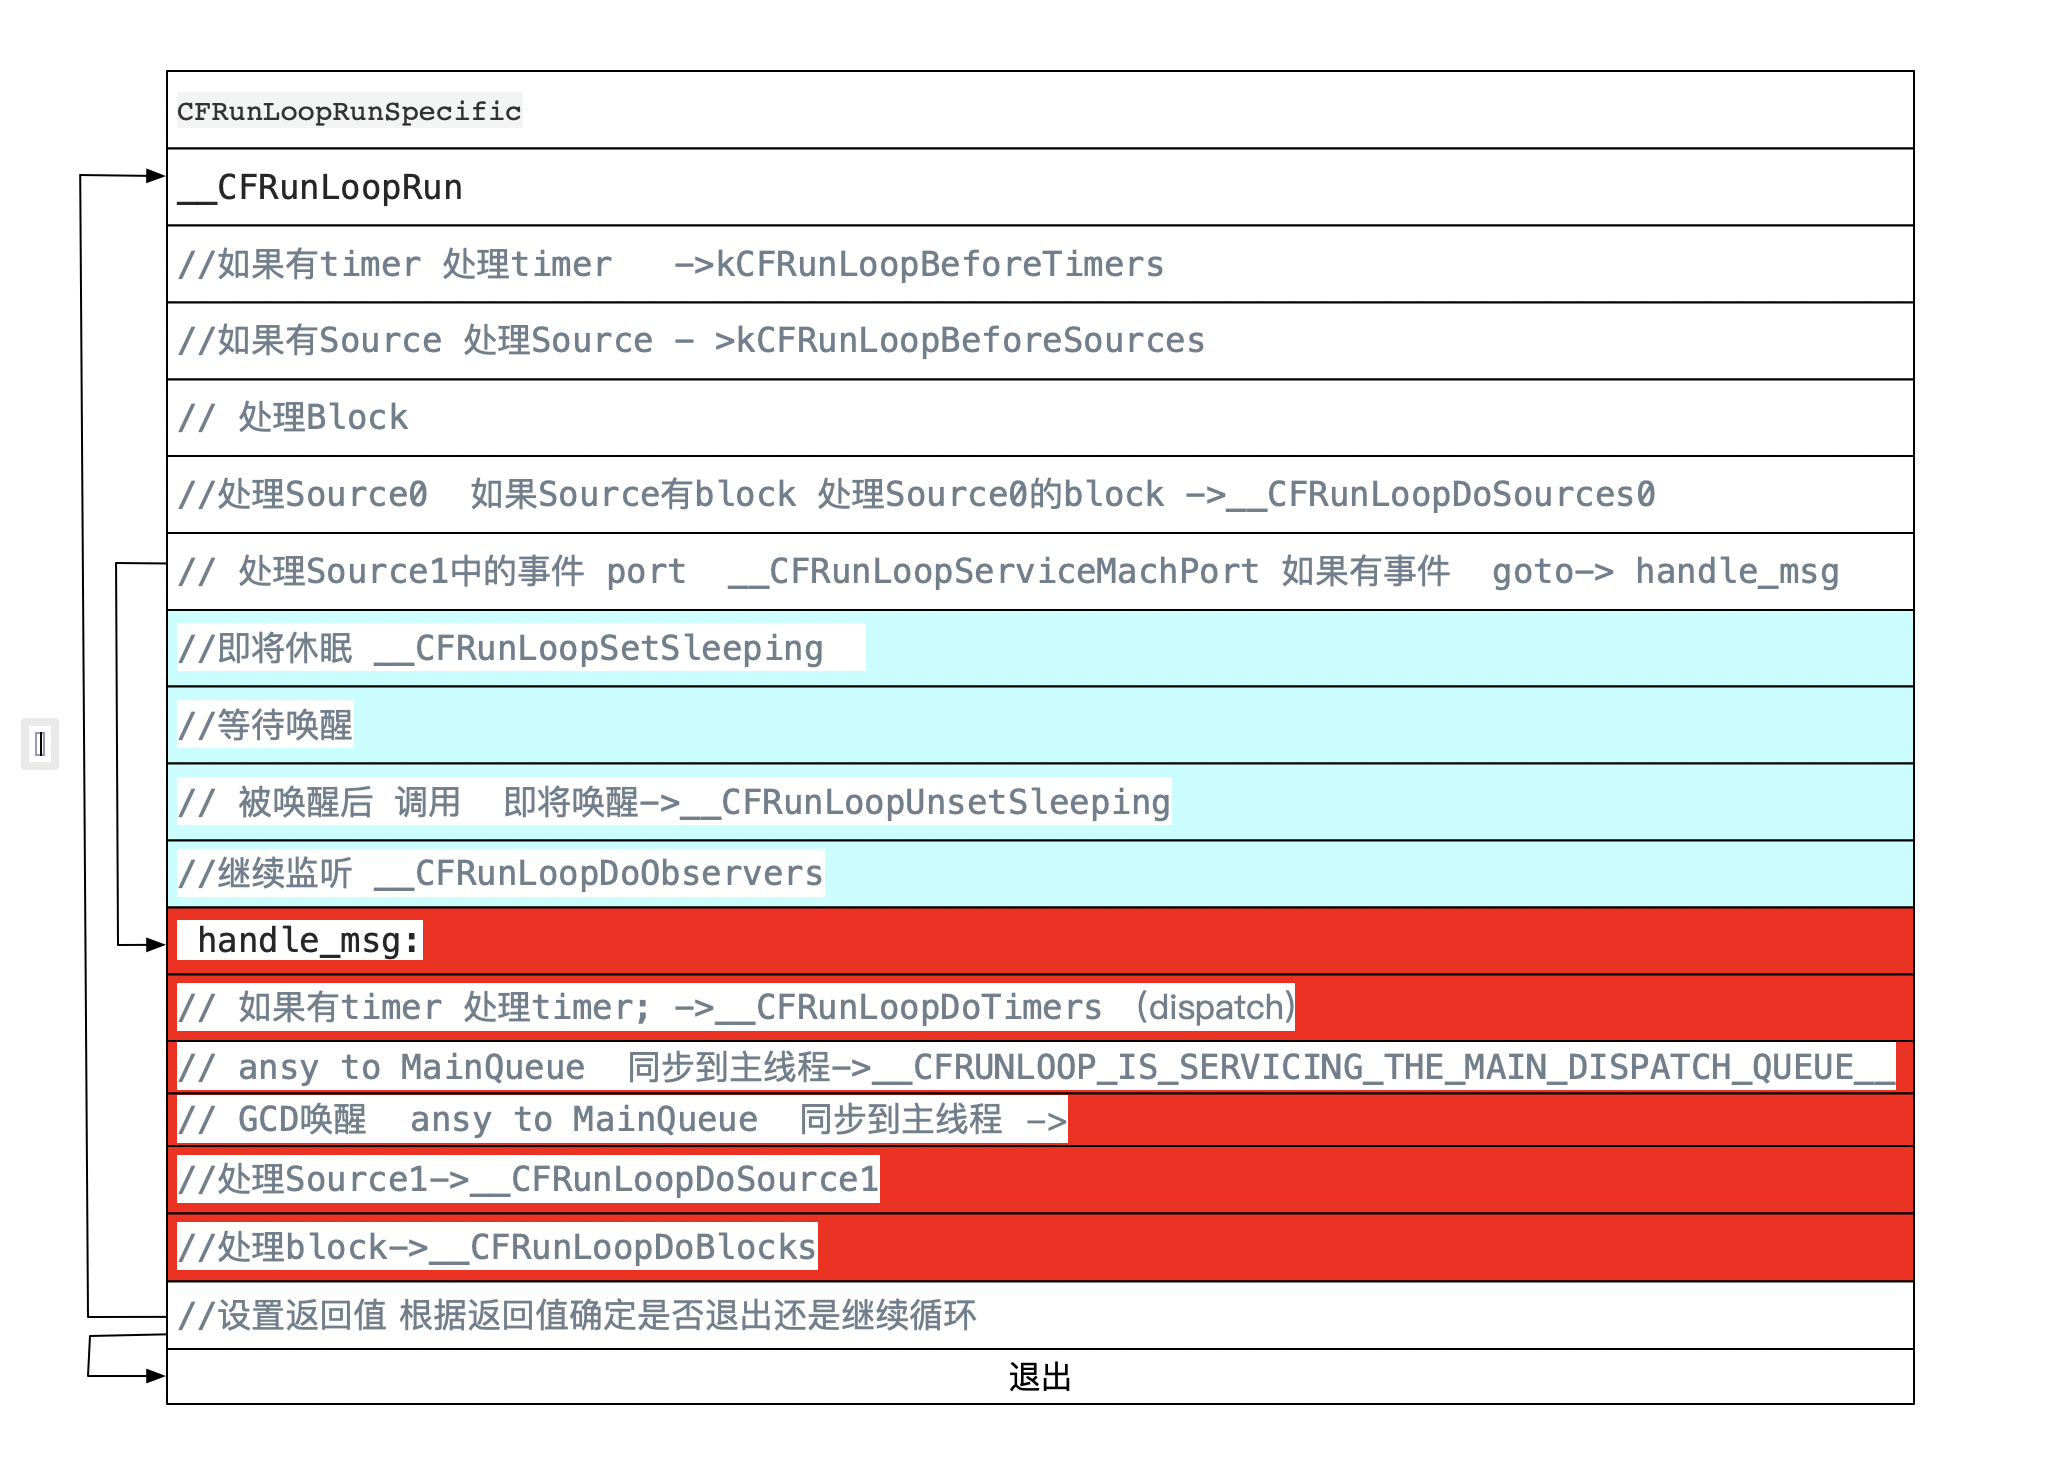 CFRunLoopRunSpecific
__CFRunLoopRun
//如果有timer 处理timer   ->kCFRunLoopBeforeTimers
//如果有Source 处理Source - >kCFRunLoopBeforeSources
// 处理Block
//处理Source0  如果Source有block 处理Source0的block ->__CFRunLoopDoSources0
// 处理Source1中的事件 port  __CFRunLoopServiceMachPort 如果有事件  goto-> handle_msg
//即将休眠 __CFRunLoopSetSleeping
//等待唤醒
// 被唤醒后 调用  即将唤醒->__CFRunLoopUnsetSleeping
//继续监听 __CFRunLoopDoObservers
handle_msg:
// 如果有timer 处理timer; ->__CFRunLoopDoTimers （dispatch）
// ansy to MainQueue  同步到主线程->__CFRUNLOOP_IS_SERVICING_THE_MAIN_DISPATCH_QUEUE__
// GCD唤醒  ansy to MainQueue  同步到主线程 ->
//处理Source1->__CFRunLoopDoSource1
//处理block->__CFRunLoopDoBlocks
//设置返回值 根据返回值确定是否退出还是继续循环
退出